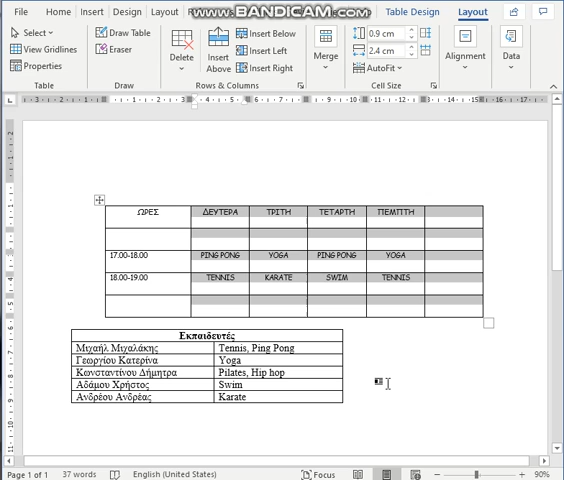 WWW.BANDICAM.COM
File Home Insert Design Table Design Layout
Select Draw Table Insert Below 0.9 cm
View Gridlines Eraser Delete Insert Above Insert Left Merge 2.4 cm Alignment Data
Properties Insert Right AutoFit
Table Draw Rows & Columns Cell Size
ΩΡΕΣ ΔΕΥΤΕΡΑ ΤΡΙΤΗ ΤΕΤΑΡΤΗ ΠΕΜΠΤΗ
17.00-18.00 PING PONG YOGA PING PONG YOGA
18.00-19.00 TENNIS KARATE SWIM TENNIS
Εκπαιδευτές
Μιχαήλ Μιχαλάκης Tennis, Ping Pong
Γεωργίου Κατερίνα Yoga
Κωνσταντίνου Δήμητρα Pilates, Hip hop
Αδάμου Χρήστος Swim
Ανδρέου Ανδρέας Karate
Page 1 of 1 37 words English (United States) Focus 90%